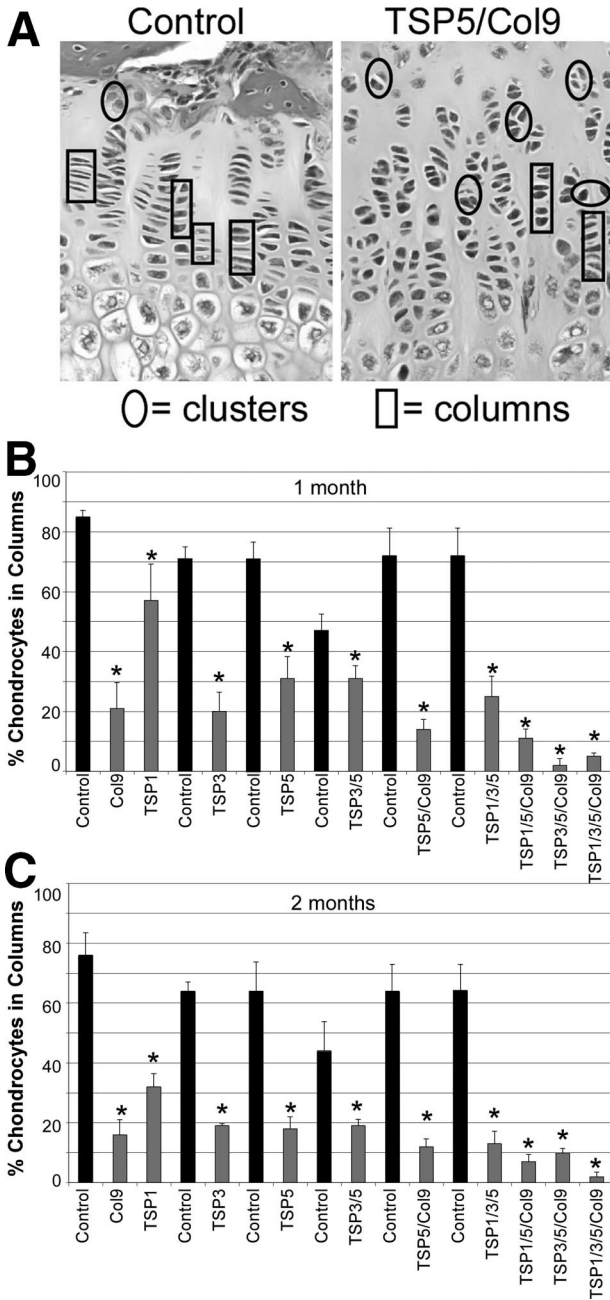 A
Control TSP5/Col9
= clusters = columns
B
1 month
% Chondrocytes in Columns
100
80
60
40
20
0
Control Col9 TSP1 Control TSP3 Control TSP5 Control TSP3/5 Control TSP5/Col9 Control TSP1/3/5 TSP1/5/Col9 TSP3/5/Col9 TSP1/3/5/Col9
* * * * * * * * * *
C
2 months
% Chondrocytes in Columns
100
80
60
40
20
0
Control Col9 TSP1 Control TSP3 Control TSP5 Control TSP3/5 Control TSP5/Col9 Control TSP1/3/5 TSP1/5/Col9 TSP3/5/Col9 TSP1/3/5/Col9
* * * * * * * * * *